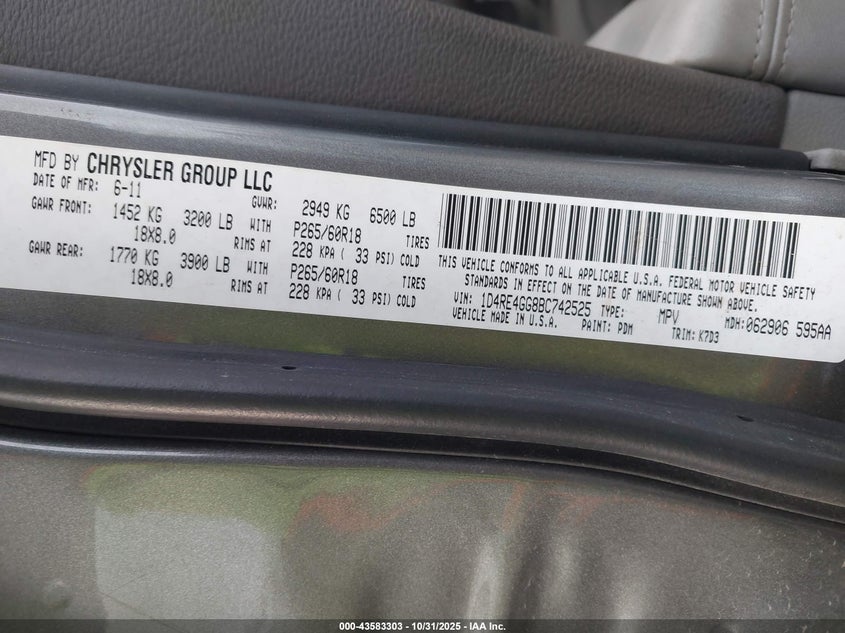 MFD BY CHRYSLER GROUP LLC
DATE OF MFR: 6-11 GVWR: 2949 KG 6500 LB
GAWR FRONT: 1452 KG 3200 LB WITH P265/60R18 TIRES
18X8.0 RIMS AT 228 KPA ( 33 PSI) COLD
GAWR REAR: 1770 KG 3900 LB WITH P265/60R18 TIRES
18X8.0 RIMS AT 228 KPA ( 33 PSI) COLD
THIS VEHICLE CONFORMS TO ALL APPLICABLE U.S.A. FEDERAL MOTOR VEHICLE SAFETY
STANDARDS IN EFFECT ON THE DATE OF MANUFACTURE SHOWN ABOVE.
VIN: 1D4RE4GG8BC742525 TYPE: MPV MDH:062906 595AA
VEHICLE MADE IN U.S.A. PAINT: PDM TRIM: K7D3
000-43583303 - 10/31/2025 - IAA Inc.